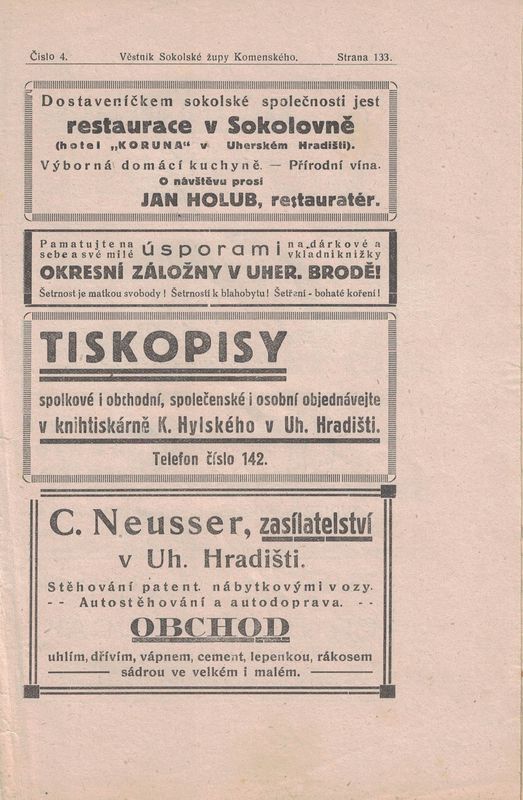 Číslo 4. Věstník Sokolské župy Komenského. Strana 133.
Dostaveníčkem sokolské společnosti jest
restaurace v Sokolovně
(hotel „KORUNA" v Uherském Hradišti).
Výborná domácí kuchyně. — Přírodní vína.
O návštěvu prosí
JAN HOLUB, restauratér.
Pamatujte na
sebe a své milé
úsporami
na dárkové a
vkladní knížky
OKRESNÍ ZÁLOŽNY V UHER. BRODĚ!
Šetrnost je matkou svobody! Šetrností k blahobytu! Šetření - bohaté koření!
TISKOPISY
spolkové i obchodní, společenské i osobní objednávejte
v knihtiskárně K. Hylského v Uh. Hradišti.
Telefon číslo 142.
C. Neusser, zasílatelství
v Uh. Hradišti.
Stěhování patent. nábytkovými vozy.
- - Autostěhování a autodoprava. - -
OBCHOD
uhlím, dřívím, vápnem, cement, lepenkou, rákosem
sádrou ve velkém i malém.